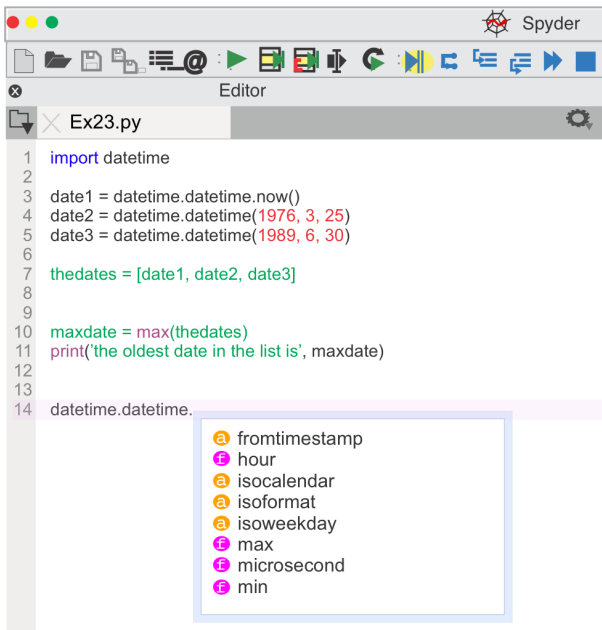 Spyder
Editor
Ex23.py
1 import datetime
2
3 date1 = datetime.datetime.now()
4 date2 = datetime.datetime(1976, 3, 25)
5 date3 = datetime.datetime(1989, 6, 30)
6
7 thedates = [date1, date2, date3]
8
9
10 maxdate = max(thedates)
11 print('the oldest date in the list is', maxdate)
12
13
14 datetime.datetime.
a fromtimestamp
f hour
a isocalendar
a isoformat
a isoweekday
f max
f microsecond
f min